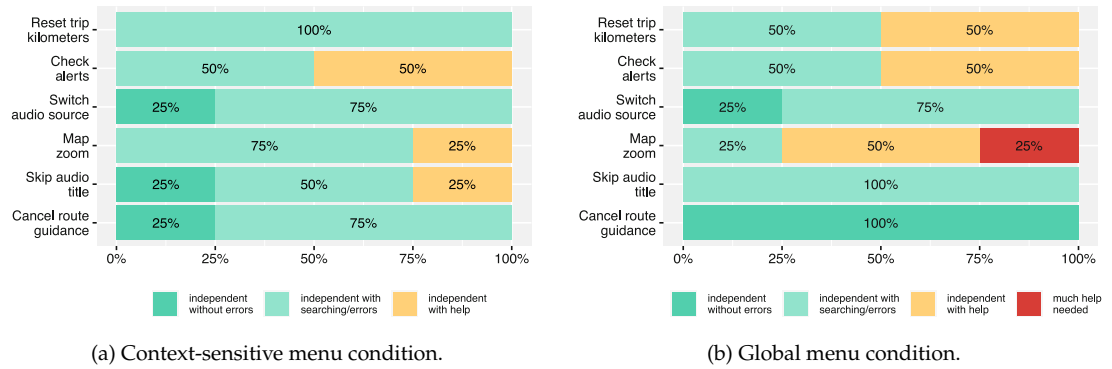 Reset trip
kilometers
100%
Check
alerts
50%
50%
Switch
audio source
25%
75%
Map
zoom
75%
25%
Skip audio
title
25%
50%
25%
Cancel route
guidance
25%
75%
0%
25%
50%
75%
100%
independent
without errors
independent with
searching/errors
independent
with help
(a) Context-sensitive menu condition.
Reset trip
kilometers
50%
50%
Check
alerts
50%
50%
Switch
audio source
25%
75%
Map
zoom
25%
50%
25%
Skip audio
title
100%
Cancel route
guidance
100%
0%
25%
50%
75%
100%
independent
without errors
independent with
searching/errors
independent
with help
much help
needed
(b) Global menu condition.